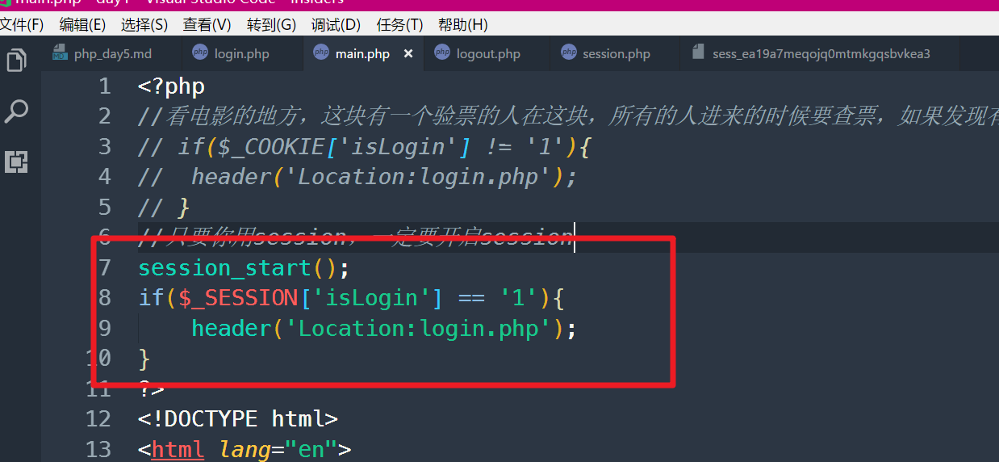 main.php - day1 - Visual Studio Code - Insiders
文件(F) 编辑(E) 选择(S) 查看(V) 转到(G) 调试(D) 任务(T) 帮助(H)
php_day5.md login.php main.php × logout.php session.php sess_ea19a7meqojq0mtmkgqsbvkea3
1 <?php
2 //看电影的地方，这块有一个验票的人在这块，所有的人进来的时候要查票，如果发现有
3 // if($_COOKIE['isLogin'] != '1'){
4 //  header('Location:login.php');
5 // }
6 //只要你用session，一定要开启session
7 session_start();
8 if($_SESSION['isLogin'] == '1'){
9     header('Location:login.php');
10 }
11 ?>
12 <!DOCTYPE html>
13 <html lang="en">